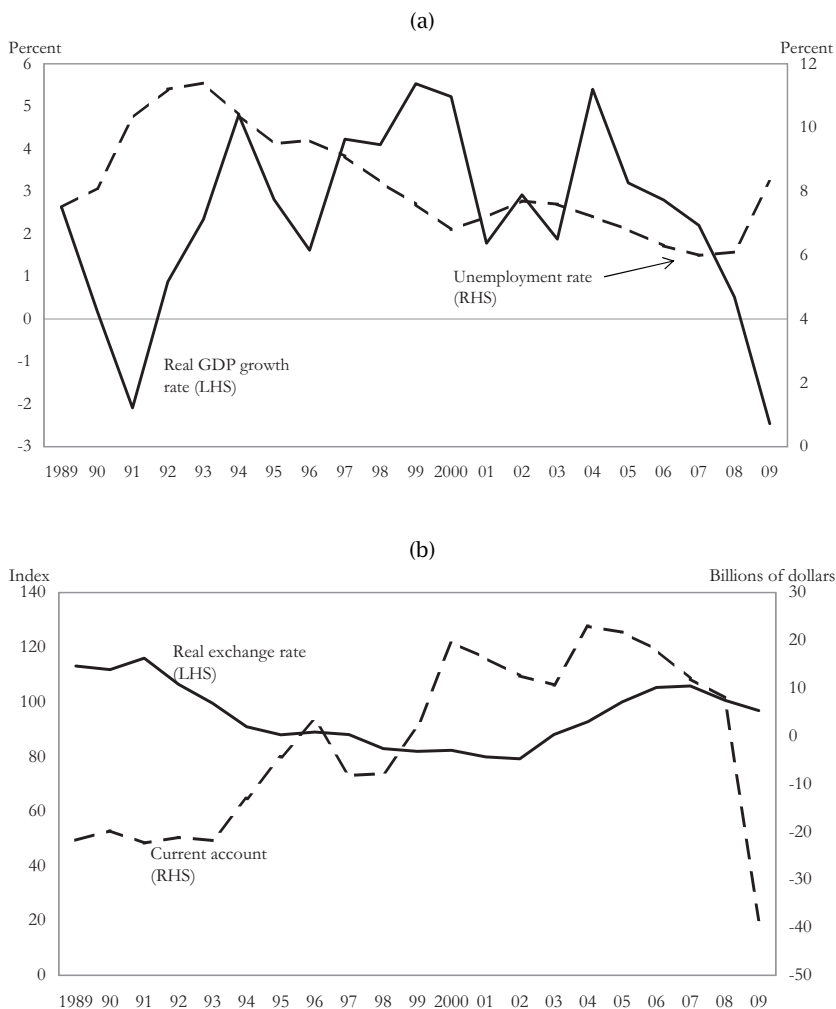 (a)
Percent Percent
6 12
5
4 10
3 8
2
1 6
0 4
-1
-2 2
-3 0
Unemployment rate
(RHS)
Real GDP growth
rate (LHS)
1989 90 91 92 93 94 95 96 97 98 99 2000 01 02 03 04 05 06 07 08 09
(b)
Index Billions of dollars
140 30
120 20
100 10
80 0
-10
60 -20
40 -30
20 -40
0 -50
Real exchange rate
(LHS)
Current account
(RHS)
1989 90 91 92 93 94 95 96 97 98 99 2000 01 02 03 04 05 06 07 08 09